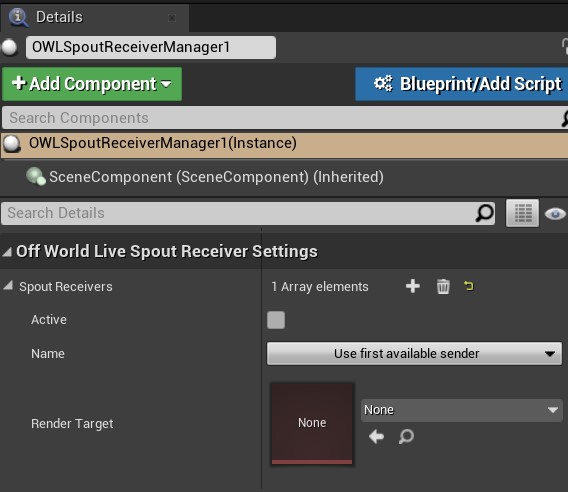 Details
OWLSpoutReceiverManager1
+ Add Component
Blueprint/Add Script
Search Components
OWLSpoutReceiverManager1(Instance)
SceneComponent (SceneComponent) (Inherited)
Search Details
Off World Live Spout Receiver Settings
Spout Receivers
1 Array elements
Active
Name
Use first available sender
Render Target
None
None